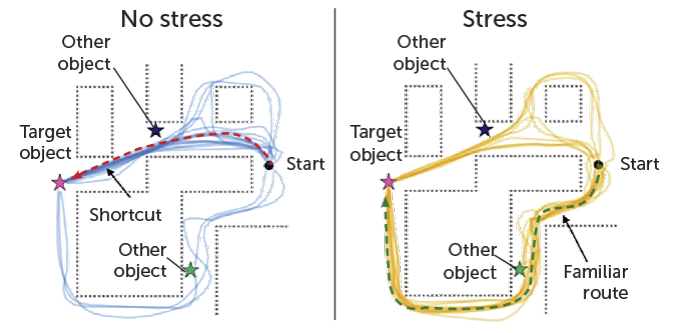 No stress
Other
object
Target
object
Start
Shortcut
Other
object
Stress
Other
object
Target
object
Start
Other
object
Familiar
route